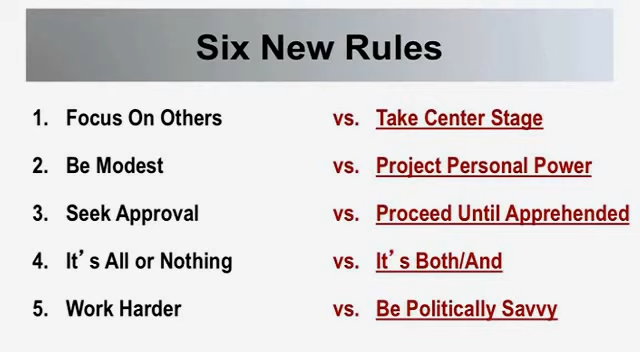 Six New Rules
1. Focus On Others vs. Take Center Stage
2. Be Modest vs. Project Personal Power
3. Seek Approval vs. Proceed Until Apprehended
4. It's All or Nothing vs. It's Both/And
5. Work Harder vs. Be Politically Savvy